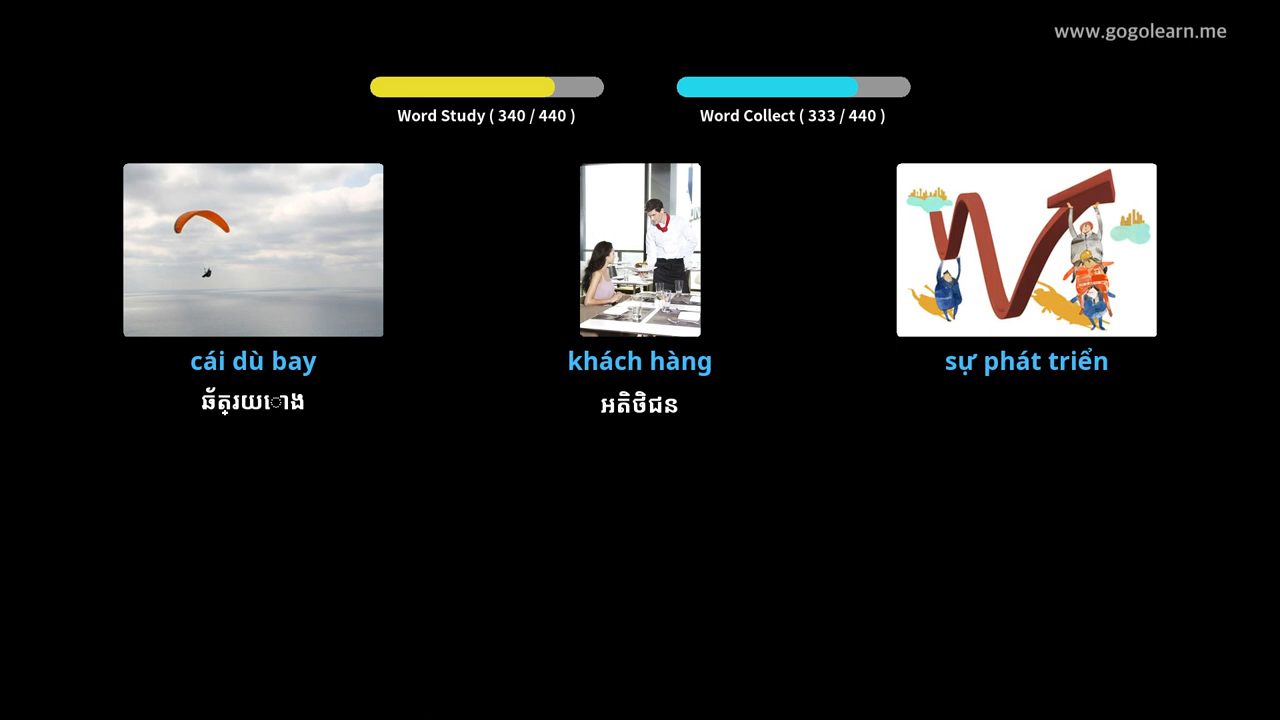 www.gogolearn.me
Word Study ( 340 / 440 )
Word Collect ( 333 / 440 )
cái dù bay
khách hàng
sự phát triển
ឆ័ត្រយោង
អតិថិជន